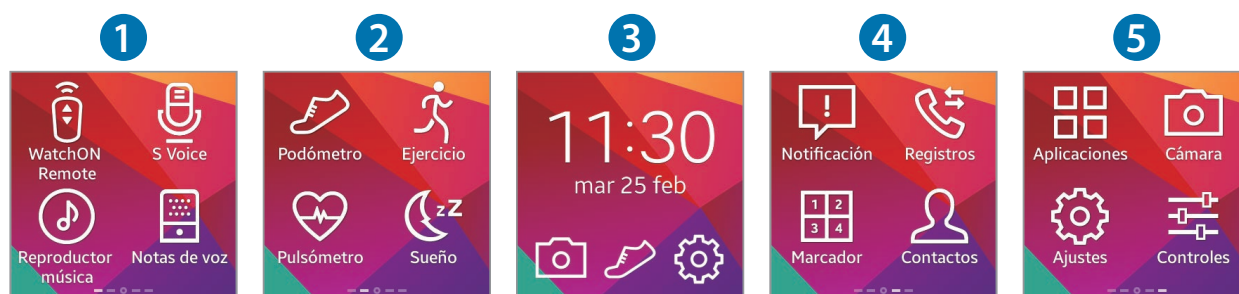 1
2
3
4
5
WatchON
Remote
S Voice
Reproductor
música
Notas de voz
Podómetro
Ejercicio
Pulsómetro
zZ
Sueño
11:30
mar 25 feb
!
Notificación
Registros
1 2
3 4
Marcador
Contactos
Aplicaciones
Cámara
Ajustes
Controles